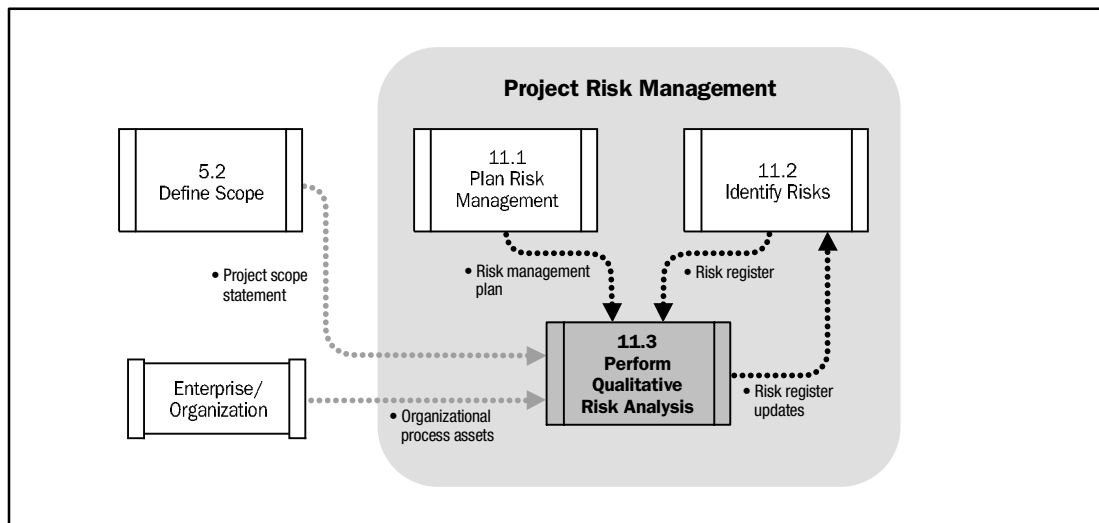 Project Risk Management
5.2
Define Scope
11.1
Plan Risk
Management
11.2
Identify Risks
• Project scope
statement
• Risk management
plan
• Risk register
11.3
Perform
Qualitative
Risk Analysis
Enterprise/
Organization
• Organizational
process assets
• Risk register
updates